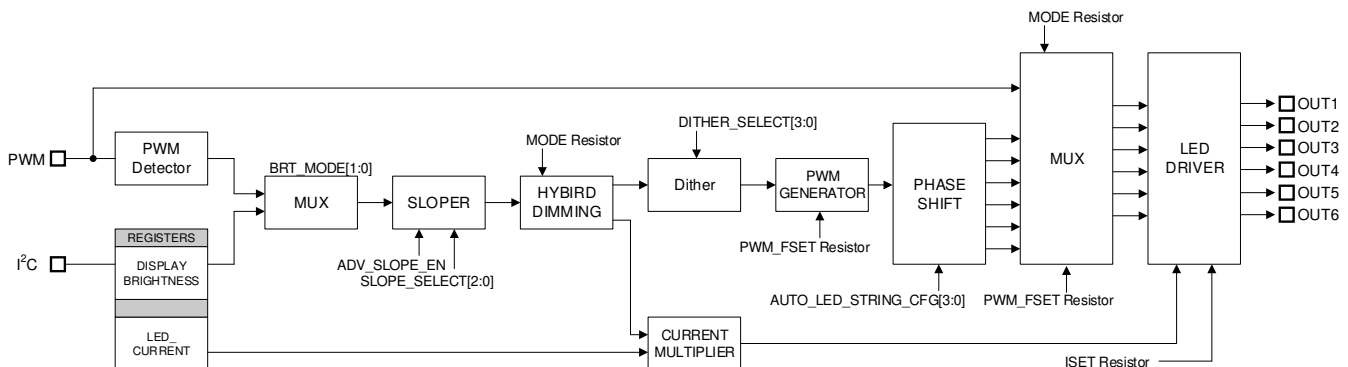 MODE Resistor
PWM
PWM
Detector
BRT_MODE[1:0]
MUX
SLOPER
ADV_SLOPE_EN
SLOPE_SELECT[2:0]
MODE Resistor
HYBIRD
DIMMING
DITHER_SELECT[3:0]
Dither
PWM
GENERATOR
PWM_FSET Resistor
PHASE
SHIFT
AUTO_LED_STRING_CFG[3:0]
MUX
PWM_FSET Resistor
LED
DRIVER
OUT1
OUT2
OUT3
OUT4
OUT5
OUT6
I²C
REGISTERS
DISPLAY
BRIGHTNESS
LED_
CURRENT
CURRENT
MULTIPLIER
ISET Resistor